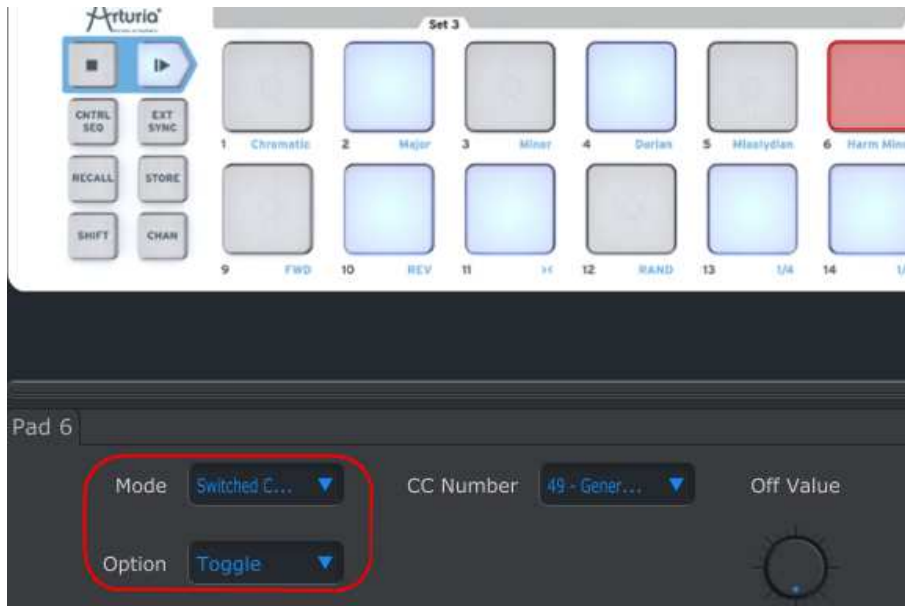 Arturia
Set 3
CNTRL
SEQ
EXT
SYNC
1 Chromatic 2 Major 3 Minor 4 Dorian 5 Mixolydian 6 Harm Min
RECALL
STORE
SHIFT
CHAN
9 FWD 10 REV 11 >< 12 RAND 13 1/4 14
Pad 6
Mode Switched C... CC Number 49 - Gener... Off Value
Option Toggle